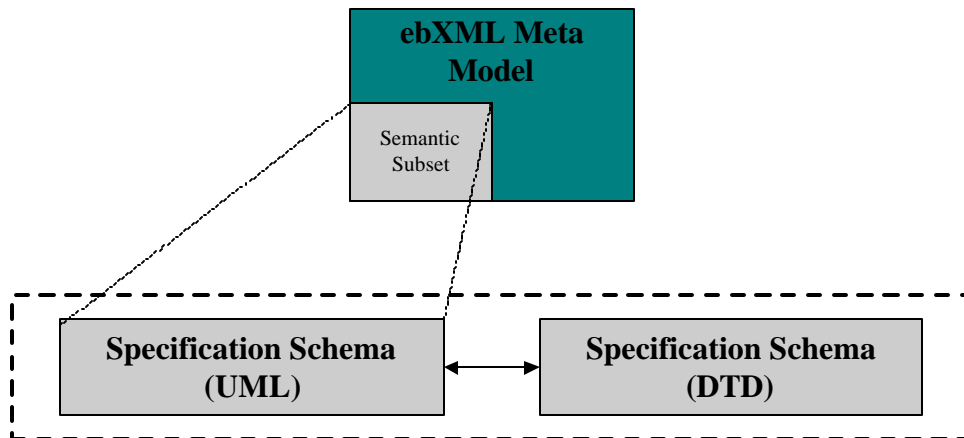 ebXML Meta
Model
Semantic
Subset
Specification Schema
(UML)
Specification Schema
(DTD)